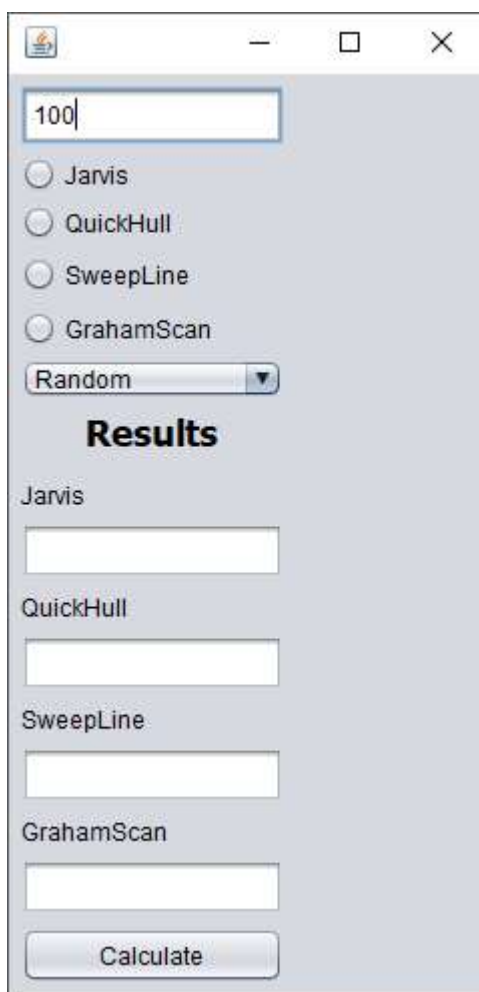 100
Jarvis
QuickHull
SweepLine
GrahamScan
Random
Results
Jarvis
QuickHull
SweepLine
GrahamScan
Calculate